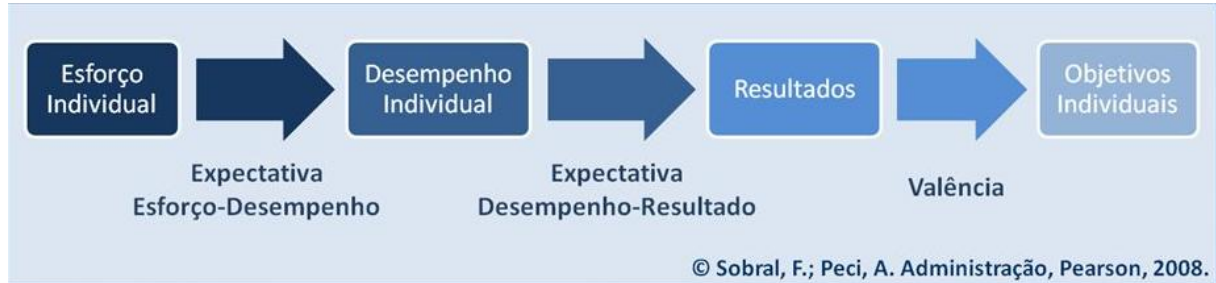 Esforço
Individual
Desempenho
Individual
Resultados
Objetivos
Individuais
Expectativa
Esforço-Desempenho
Expectativa
Desempenho-Resultado
Valência
© Sobral, F.; Peci, A. Administração, Pearson, 2008.